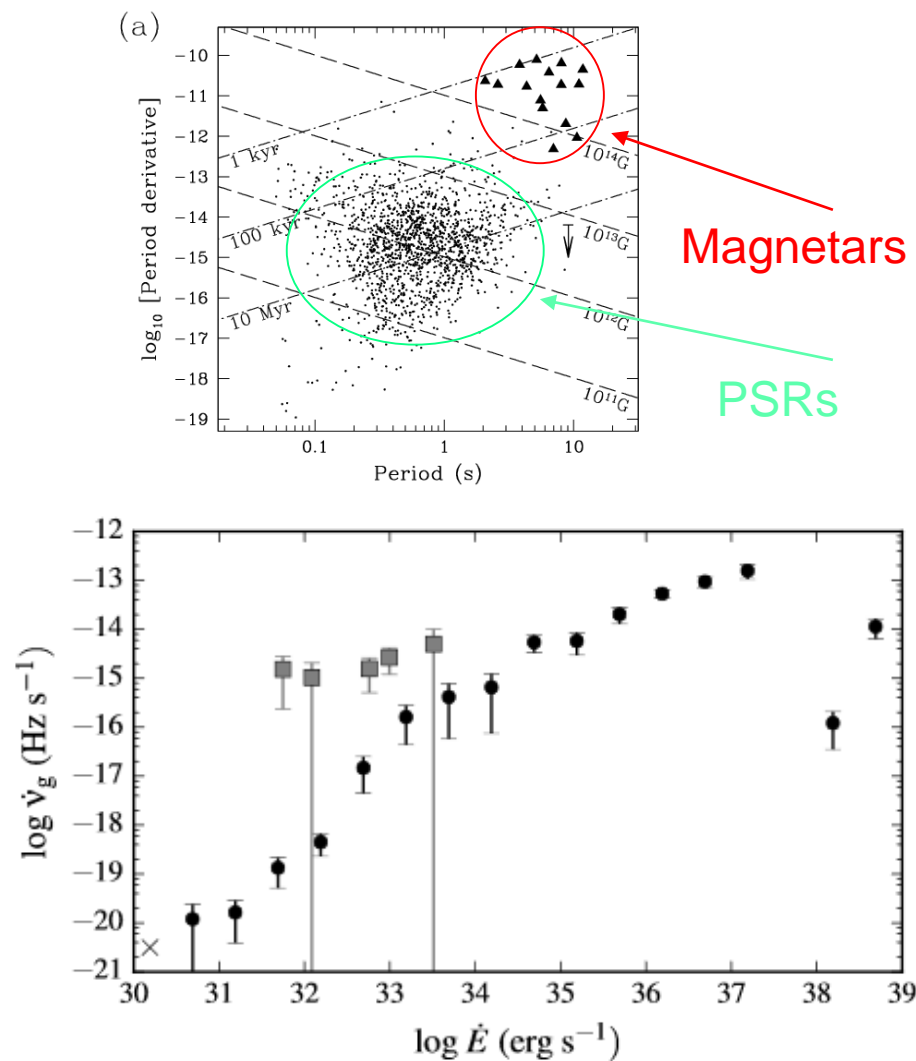 (a)
−10
−11
−12
−13
−14
−15
−16
−17
−18
−19
log₁₀ [Period derivative]
1 kyr
100 kyr
10 Myr
10¹⁴G
10¹³G
10¹²G
10¹¹G
0.1
1
10
Period (s)
Magnetars
PSRs
−12
−13
−14
−15
−16
−17
−18
−19
−20
−21
log ν̇g (Hz s⁻¹)
30 31 32 33 34 35 36 37 38 39
log Ė (erg s⁻¹)